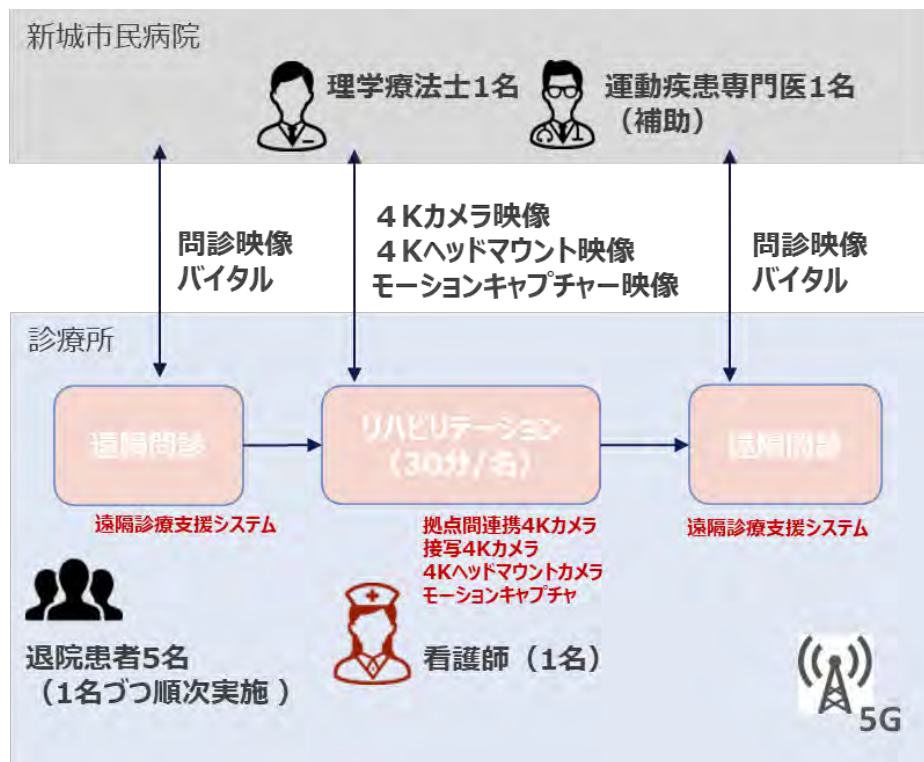 新城市民病院
理学療法士1名
運動疾患専門医1名
（補助）
問診映像
バイタル
４Kカメラ映像
４Kヘッドマウント映像
モーションキャプチャー映像
問診映像
バイタル
診療所
遠隔問診
リハビリテーション
（30分/名）
遠隔問診
遠隔診療支援システム
拠点間連携4Kカメラ
接写4Kカメラ
4Kヘッドマウントカメラ
モーションキャプチャ
遠隔診療支援システム
退院患者5名
（1名づつ順次実施 ）
看護師（1名）
5G